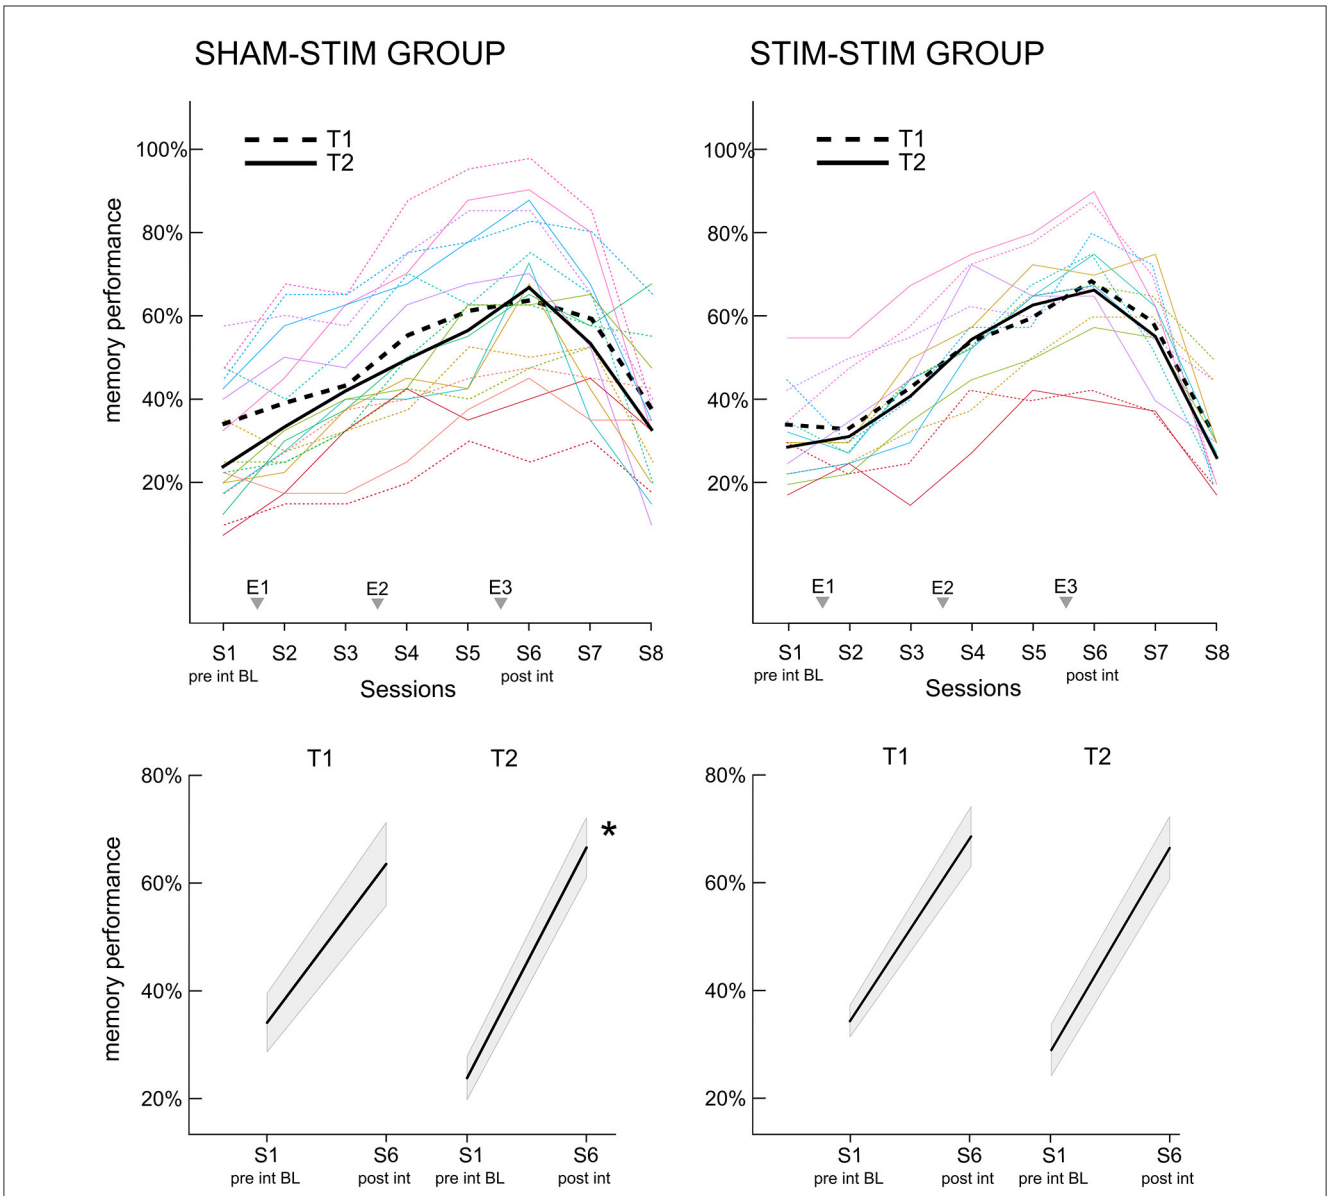 SHAM-STIM GROUP
STIM-STIM GROUP
T1
T2
100%
80%
60%
40%
20%
memory performance
E1
E2
E3
S1 S2 S3 S4 S5 S6 S7 S8
pre int BL
post int
Sessions
T1
T2
100%
80%
60%
40%
20%
E1
E2
E3
S1 S2 S3 S4 S5 S6 S7 S8
pre int BL
post int
Sessions
T1
T2
80%
60%
40%
20%
memory performance
*
S1 S6 S1 S6
pre int BL post int pre int BL post int
T1
T2
80%
60%
40%
20%
S1 S6 S1 S6
pre int BL post int pre int BL post int